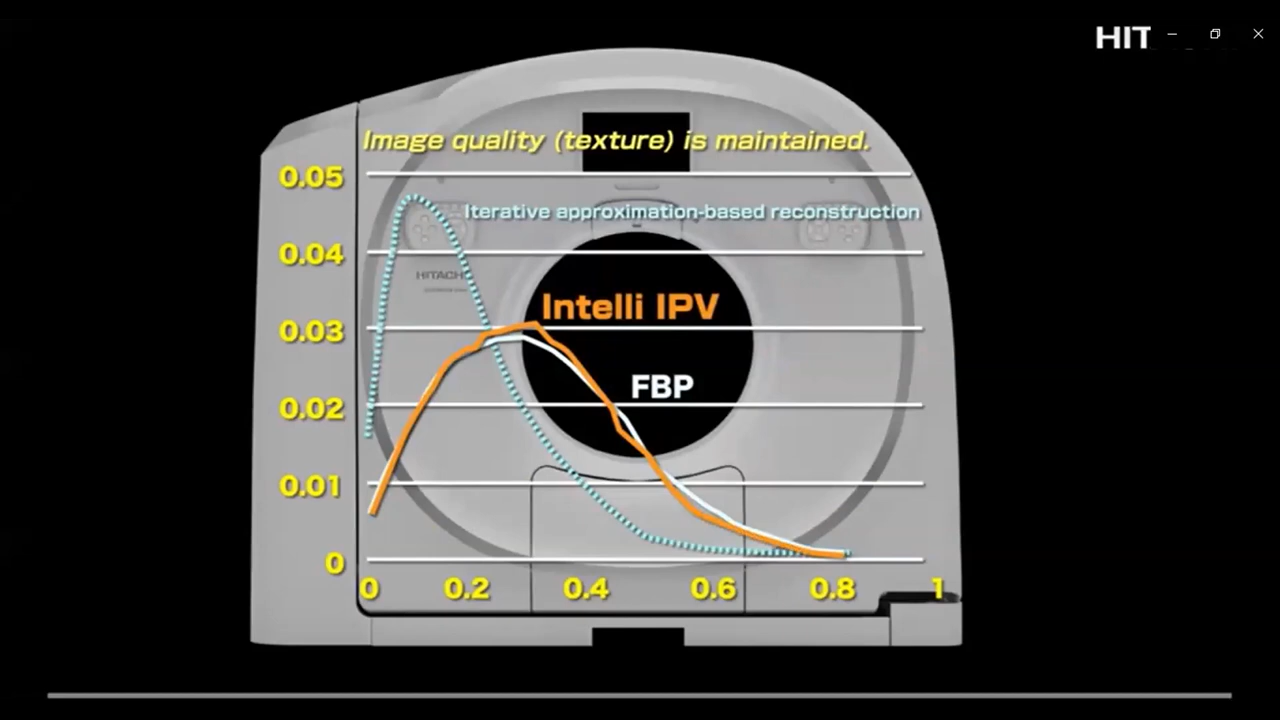 HIT
Image quality (texture) is maintained.
0.05
Iterative approximation-based reconstruction
0.04
HITACHI
Intelli IPV
0.03
FBP
0.02
0.01
0
0 0.2 0.4 0.6 0.8 1